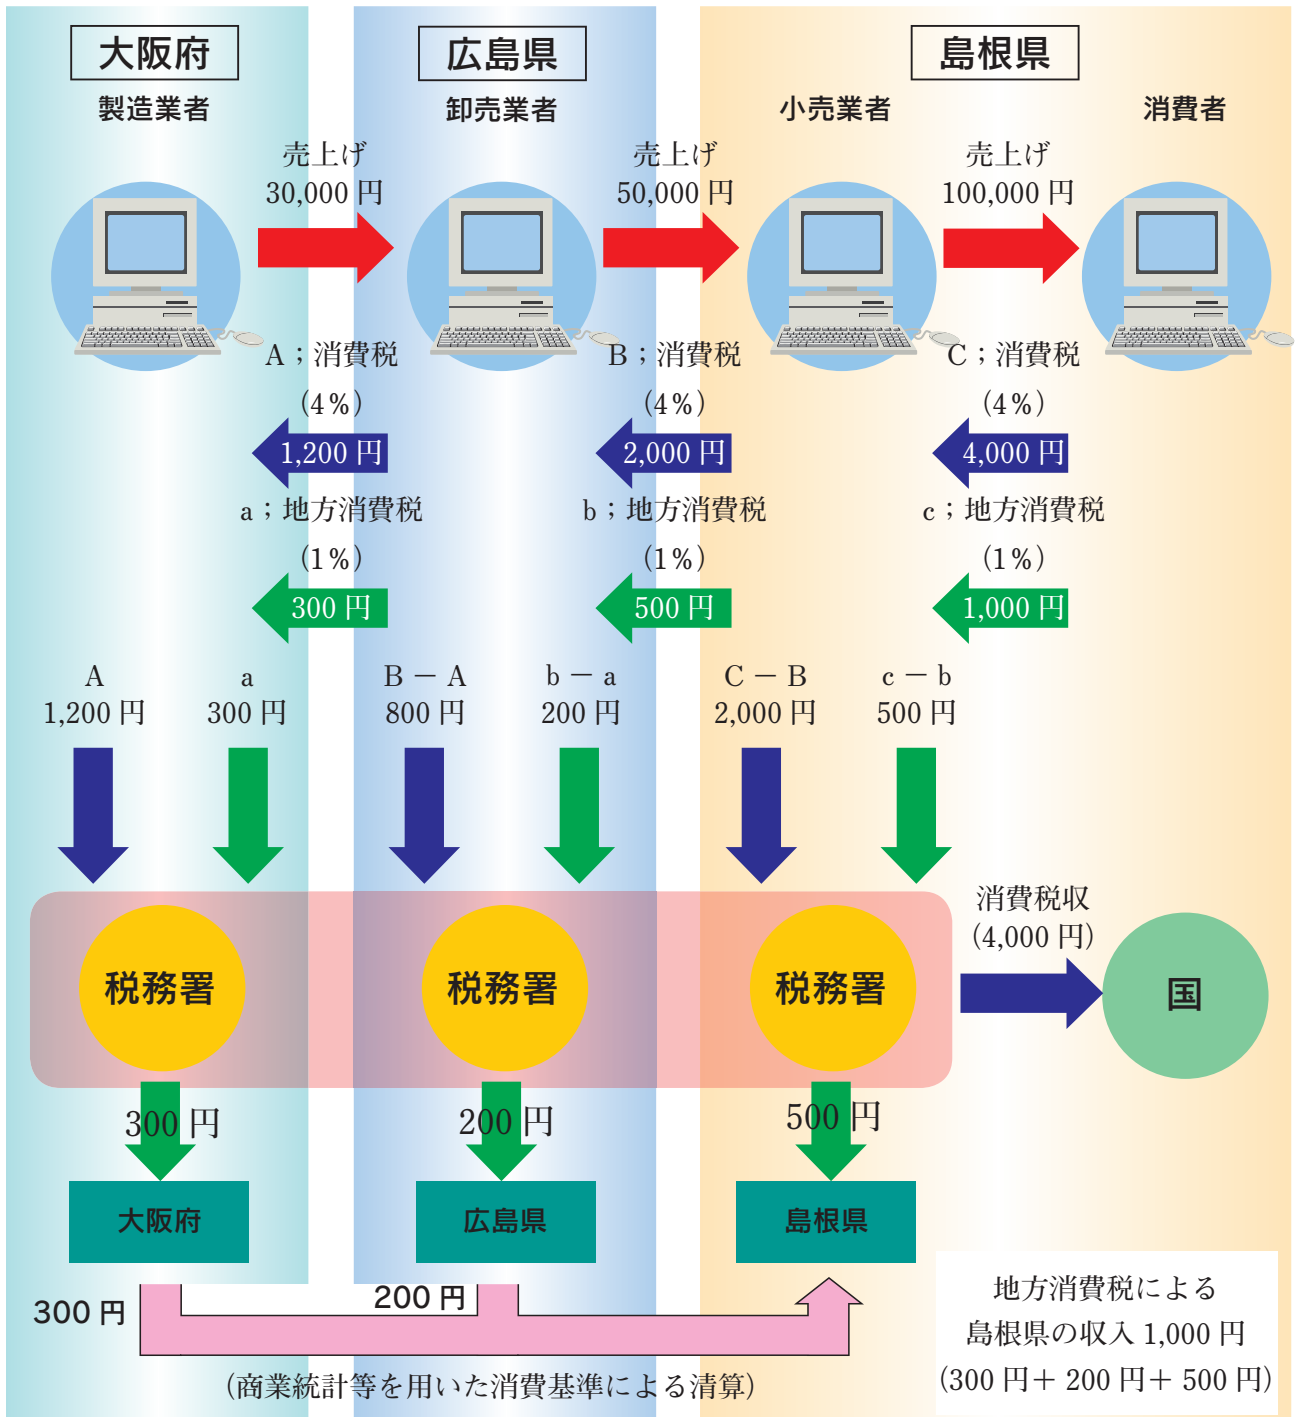 大阪府
広島県
島根県
製造業者
卸売業者
小売業者
消費者
売上げ
30,000 円
売上げ
50,000 円
売上げ
100,000 円
A；消費税
(4%)
1,200 円
B；消費税
(4%)
2,000 円
C；消費税
(4%)
4,000 円
a；地方消費税
(1%)
300 円
b；地方消費税
(1%)
500 円
c；地方消費税
(1%)
1,000 円
A
1,200 円
a
300 円
B － A
800 円
b － a
200 円
C － B
2,000 円
c － b
500 円
税務署
税務署
税務署
消費税収
(4,000 円)
国
300 円
200 円
500 円
大阪府
広島県
島根県
300 円
200 円
(商業統計等を用いた消費基準による清算)
地方消費税による
島根県の収入 1,000 円
(300 円＋ 200 円＋ 500 円)